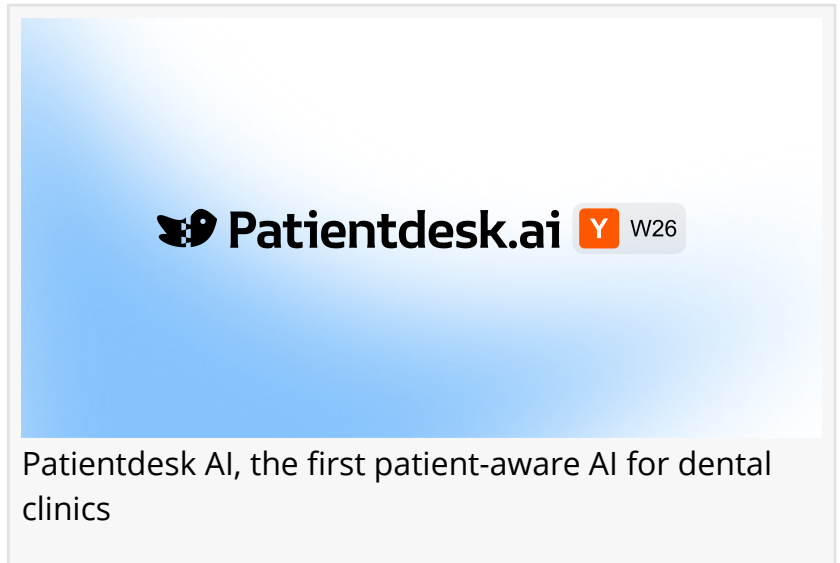 Patientdesk.ai Y W26
Patientdesk AI, the first patient-aware AI for dental
clinics